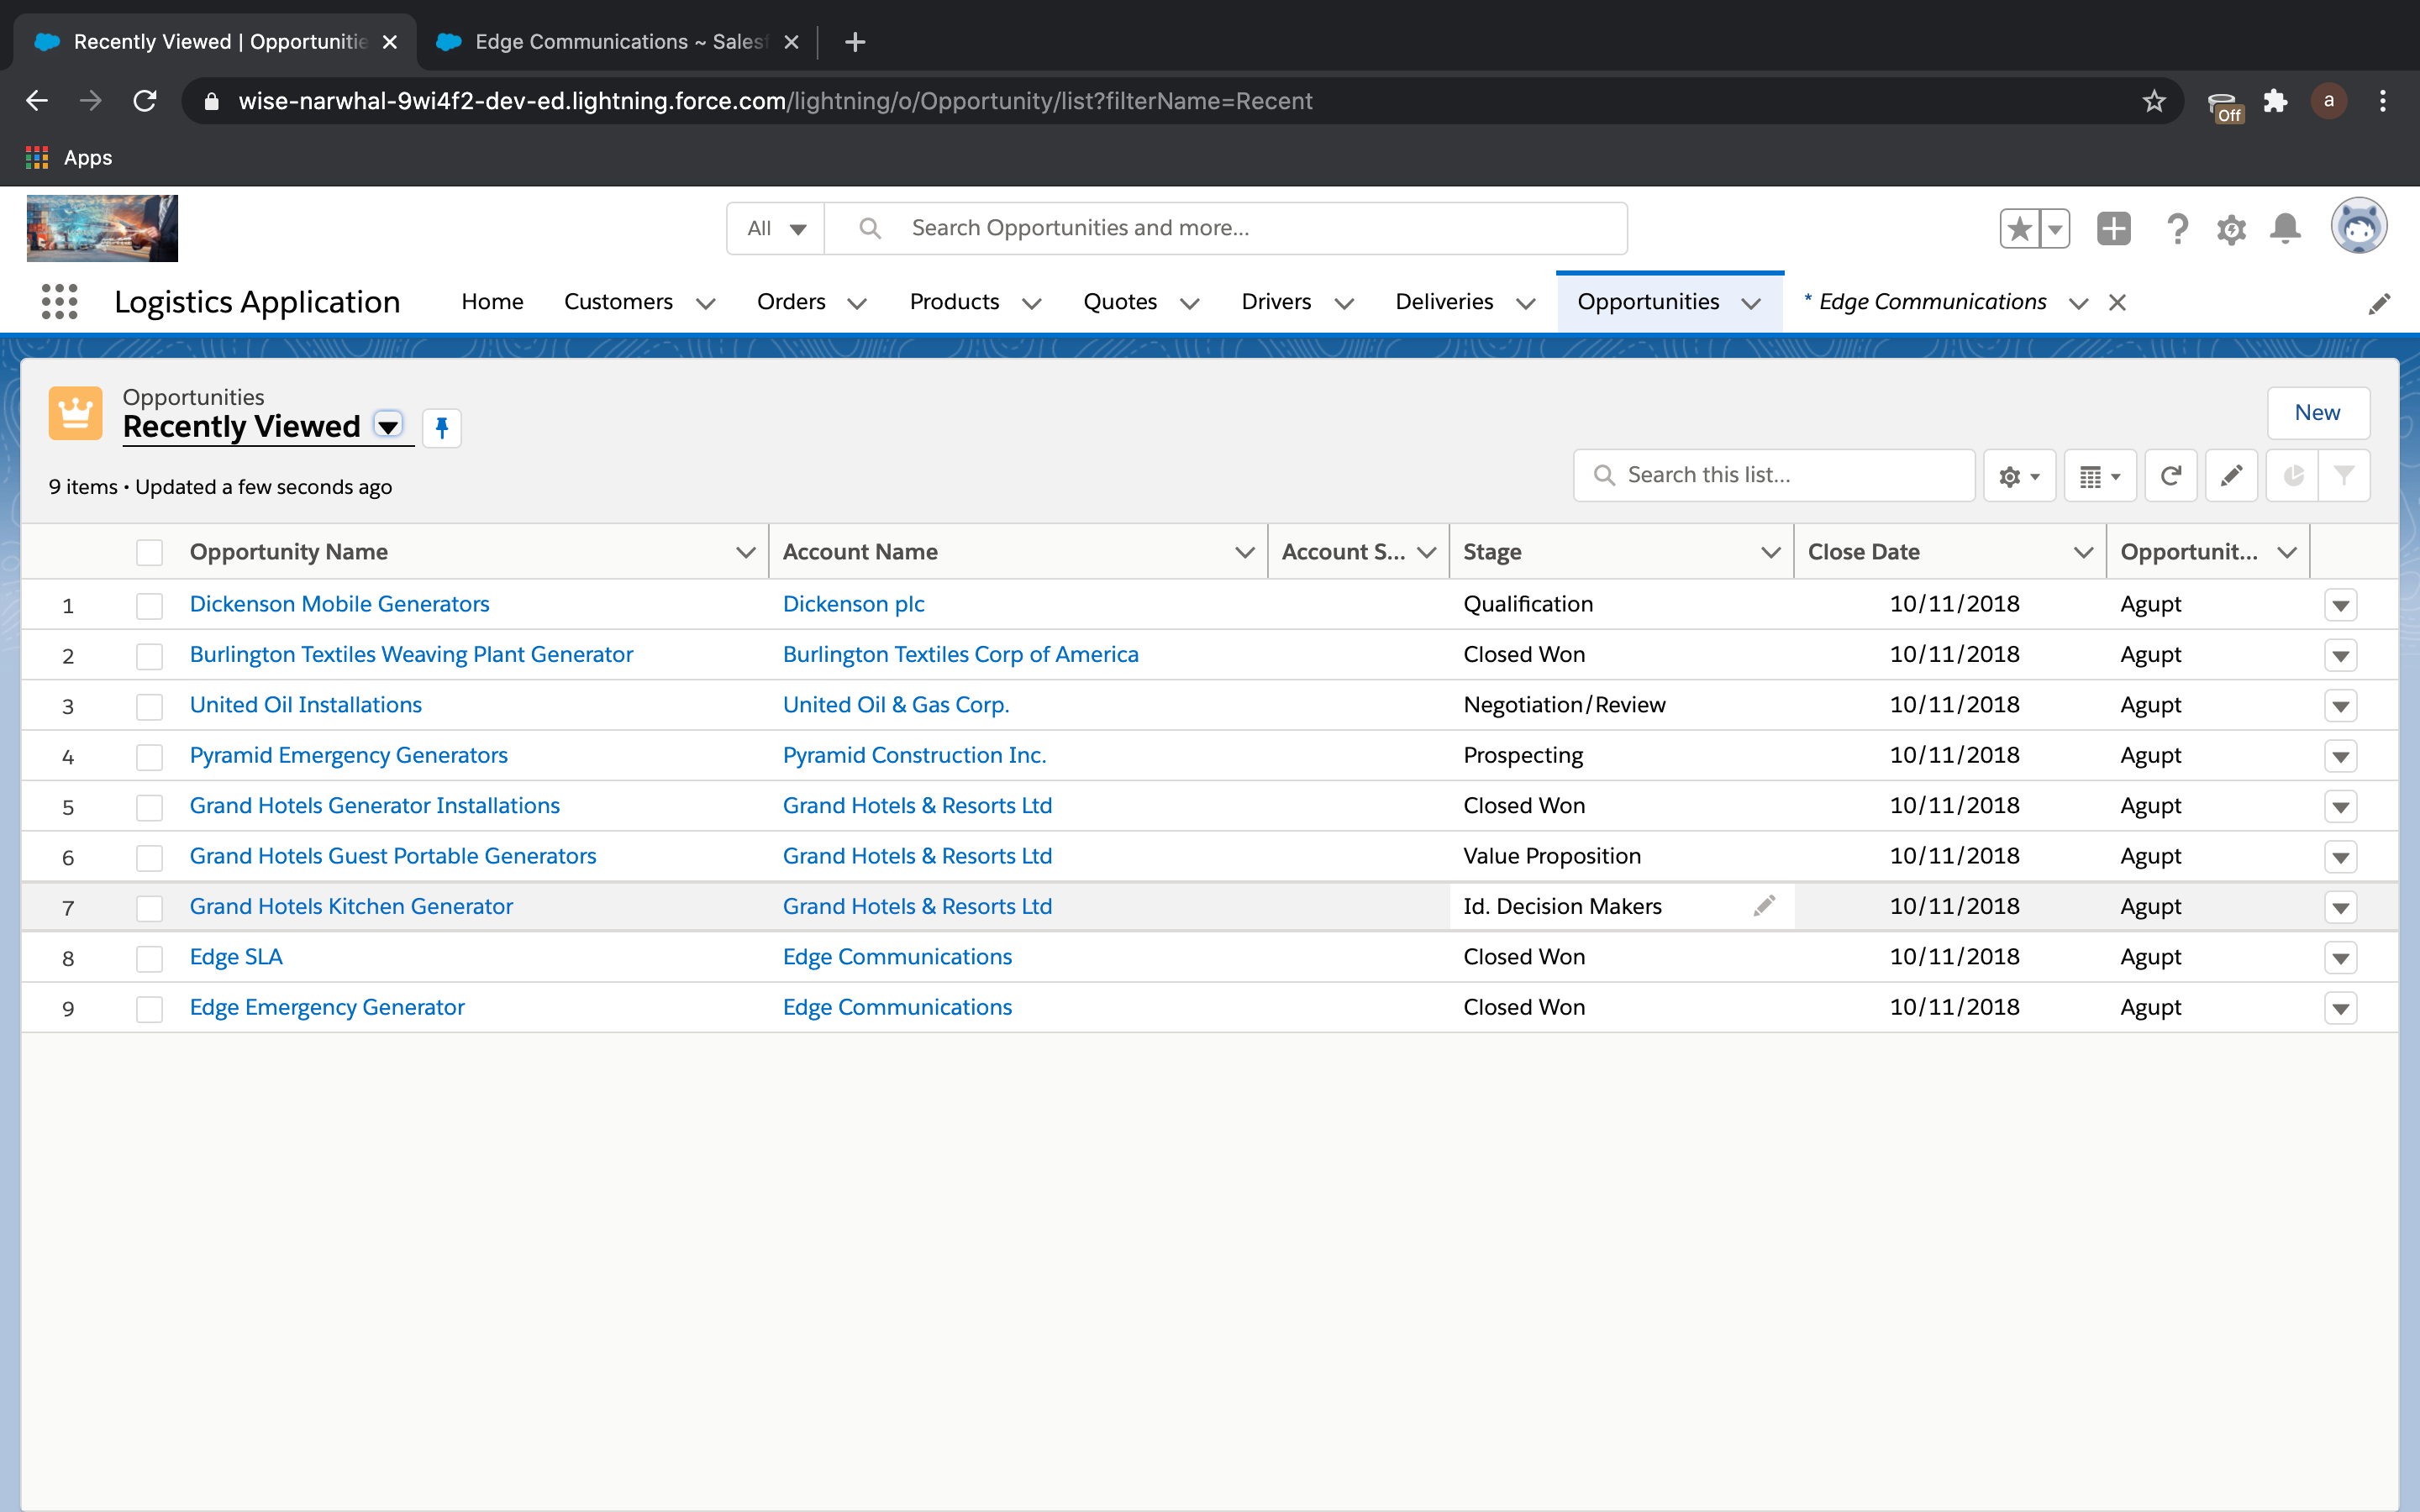 Recently Viewed | Opportunitie
Edge Communications ~ Sales
wise-narwhal-9wi4f2-dev-ed.lightning.force.com/lightning/o/Opportunity/list?filterName=Recent
Off
a
Apps
All
Search Opportunities and more...
Logistics Application
Home
Customers
Orders
Products
Quotes
Drivers
Deliveries
Opportunities
* Edge Communications
Opportunities
Recently Viewed
New
9 items • Updated a few seconds ago
Search this list...
Opportunity Name Account Name Account S... Stage Close Date Opportunit...
1 Dickenson Mobile Generators Dickenson plc Qualification 10/11/2018 Agupt
2 Burlington Textiles Weaving Plant Generator Burlington Textiles Corp of America Closed Won 10/11/2018 Agupt
3 United Oil Installations United Oil & Gas Corp. Negotiation/Review 10/11/2018 Agupt
4 Pyramid Emergency Generators Pyramid Construction Inc. Prospecting 10/11/2018 Agupt
5 Grand Hotels Generator Installations Grand Hotels & Resorts Ltd Closed Won 10/11/2018 Agupt
6 Grand Hotels Guest Portable Generators Grand Hotels & Resorts Ltd Value Proposition 10/11/2018 Agupt
7 Grand Hotels Kitchen Generator Grand Hotels & Resorts Ltd Id. Decision Makers 10/11/2018 Agupt
8 Edge SLA Edge Communications Closed Won 10/11/2018 Agupt
9 Edge Emergency Generator Edge Communications Closed Won 10/11/2018 Agupt